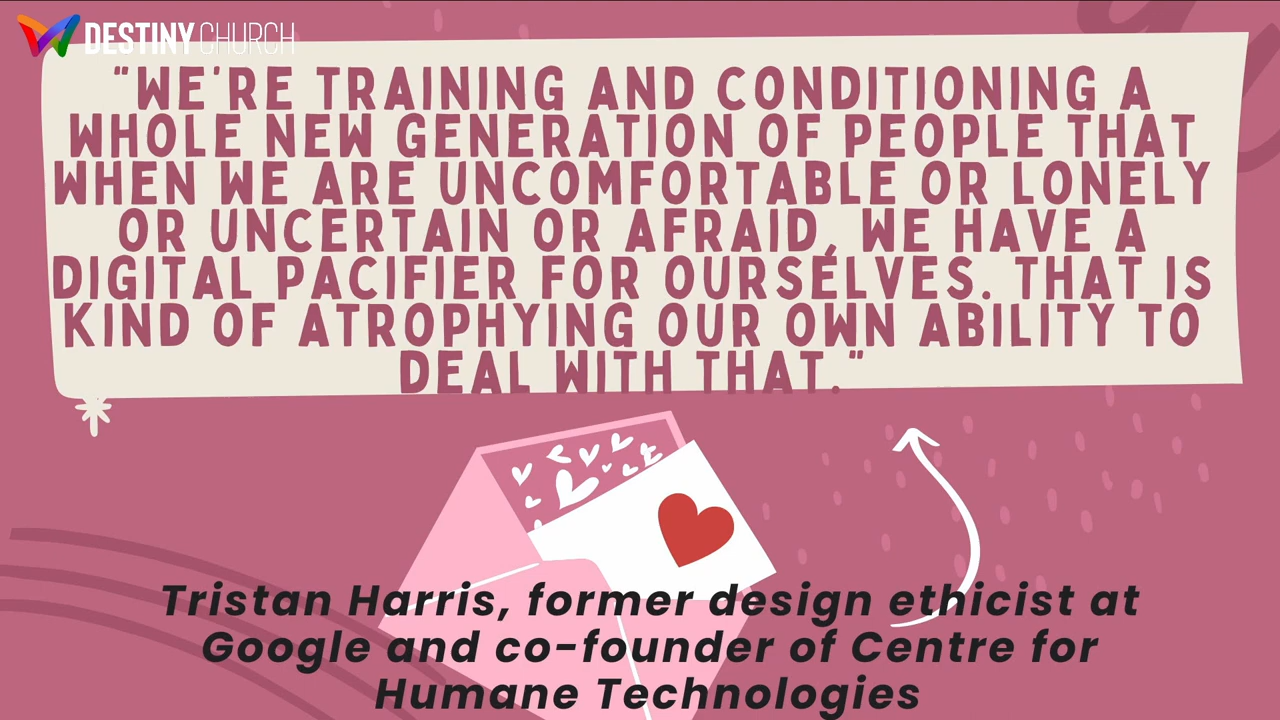 DESTINY CHURCH
"WE'RE TRAINING AND CONDITIONING A
WHOLE NEW GENERATION OF PEOPLE THAT
WHEN WE ARE UNCOMFORTABLE OR LONELY
OR UNCERTAIN OR AFRAID, WE HAVE A
DIGITAL PACIFIER FOR OURSELVES. THAT IS
KIND OF ATROPHYING OUR OWN ABILITY TO
DEAL WITH THAT."
Tristan Harris, former design ethicist at
Google and co-founder of Centre for
Humane Technologies